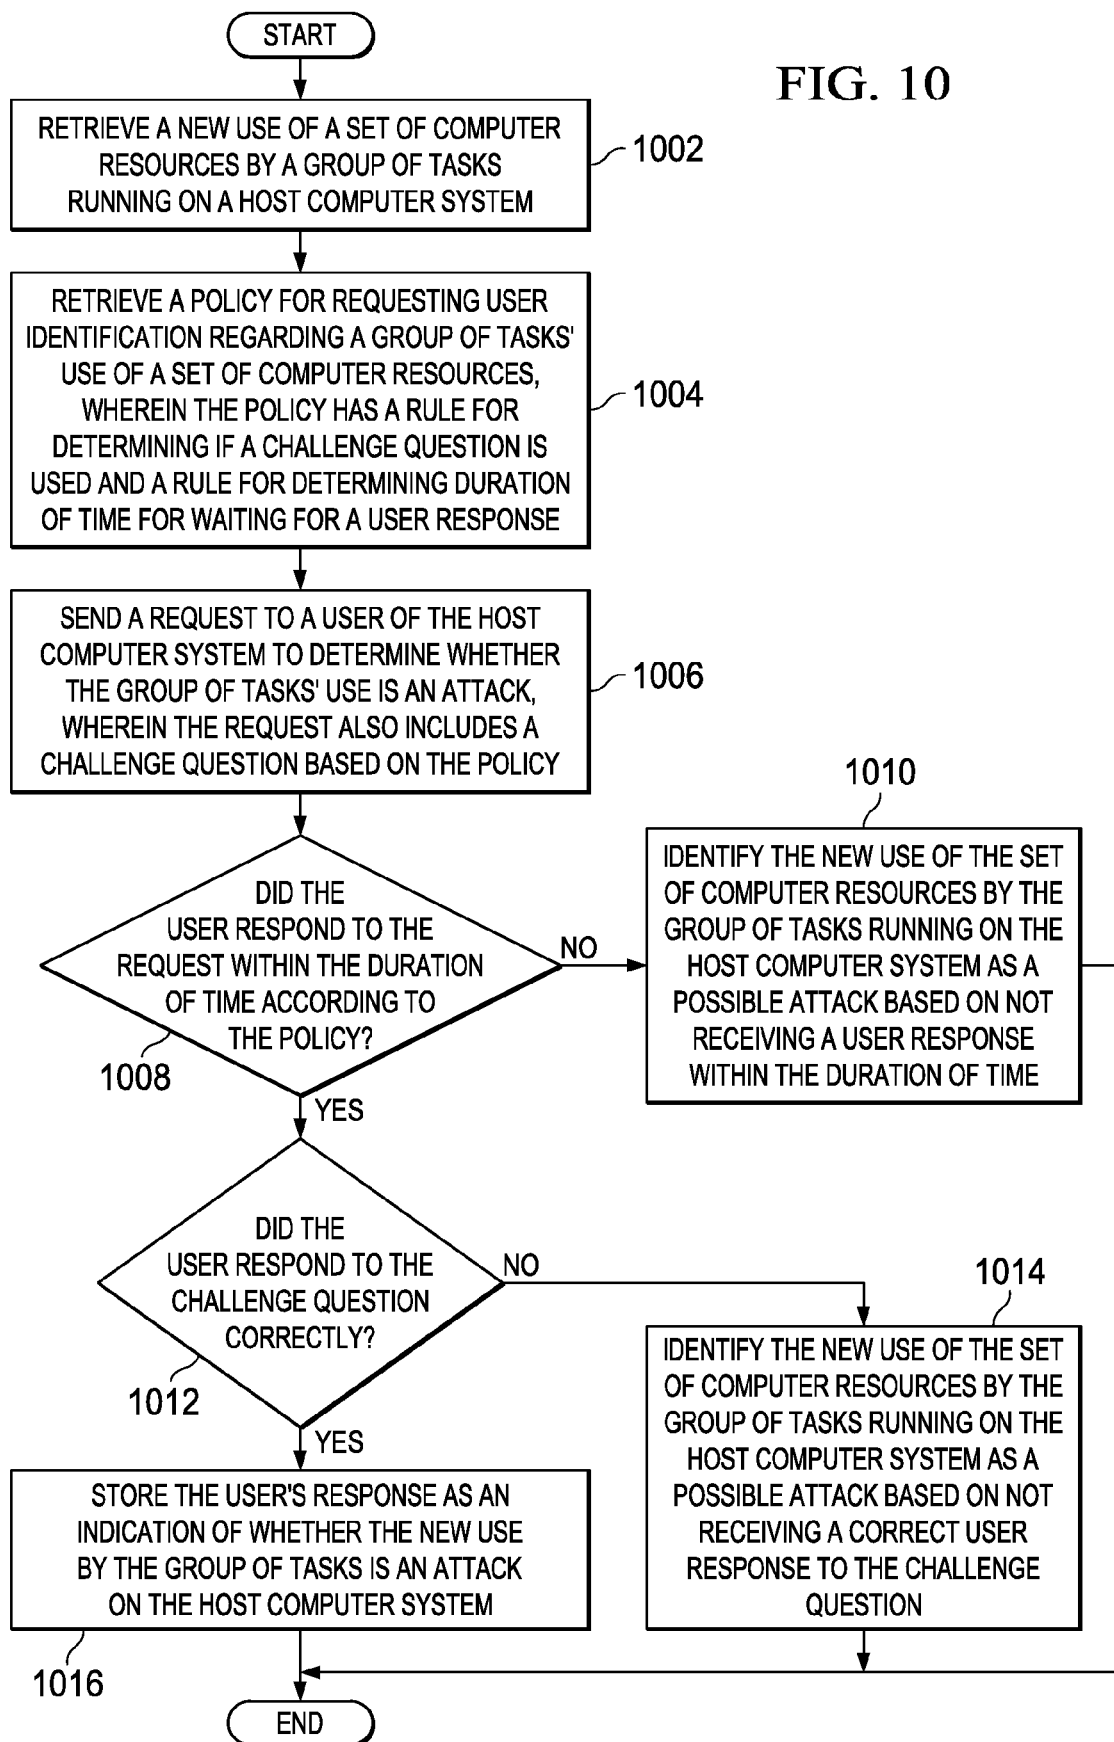 START
FIG. 10
RETRIEVE A NEW USE OF A SET OF COMPUTER
RESOURCES BY A GROUP OF TASKS
RUNNING ON A HOST COMPUTER SYSTEM
1002
RETRIEVE A POLICY FOR REQUESTING USER
IDENTIFICATION REGARDING A GROUP OF TASKS'
USE OF A SET OF COMPUTER RESOURCES,
WHEREIN THE POLICY HAS A RULE FOR
DETERMINING IF A CHALLENGE QUESTION IS
USED AND A RULE FOR DETERMINING DURATION
OF TIME FOR WAITING FOR A USER RESPONSE
1004
SEND A REQUEST TO A USER OF THE HOST
COMPUTER SYSTEM TO DETERMINE WHETHER
THE GROUP OF TASKS' USE IS AN ATTACK,
WHEREIN THE REQUEST ALSO INCLUDES A
CHALLENGE QUESTION BASED ON THE POLICY
1006
DID THE
USER RESPOND TO THE
REQUEST WITHIN THE DURATION
OF TIME ACCORDING TO
THE POLICY?
1008
NO
YES
1010
IDENTIFY THE NEW USE OF THE SET
OF COMPUTER RESOURCES BY THE
GROUP OF TASKS RUNNING ON THE
HOST COMPUTER SYSTEM AS A
POSSIBLE ATTACK BASED ON NOT
RECEIVING A USER RESPONSE
WITHIN THE DURATION OF TIME
DID THE
USER RESPOND TO THE
CHALLENGE QUESTION
CORRECTLY?
1012
NO
YES
1014
IDENTIFY THE NEW USE OF THE SET
OF COMPUTER RESOURCES BY THE
GROUP OF TASKS RUNNING ON THE
HOST COMPUTER SYSTEM AS A
POSSIBLE ATTACK BASED ON NOT
RECEIVING A CORRECT USER
RESPONSE TO THE CHALLENGE
QUESTION
STORE THE USER'S RESPONSE AS AN
INDICATION OF WHETHER THE NEW USE
BY THE GROUP OF TASKS IS AN ATTACK
ON THE HOST COMPUTER SYSTEM
1016
END